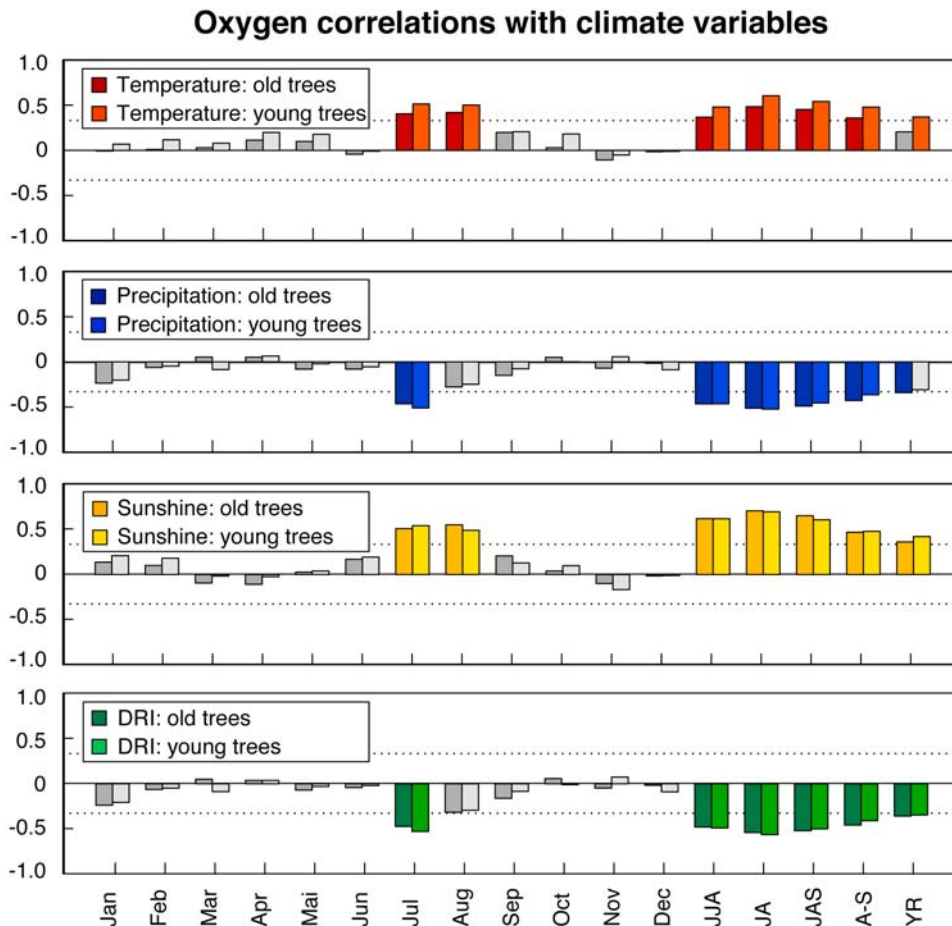 Oxygen correlations with climate variables
1.0
0.5
0
-0.5
-1.0
Temperature: old trees
Temperature: young trees
1.0
0.5
0
-0.5
-1.0
Precipitation: old trees
Precipitation: young trees
1.0
0.5
0
-0.5
-1.0
Sunshine: old trees
Sunshine: young trees
1.0
0.5
0
-0.5
-1.0
DRI: old trees
DRI: young trees
Jan
Feb
Mar
Apr
Mai
Jun
Jul
Aug
Sep
Oct
Nov
Dec
JJA
JA
JAS
A-S
YR